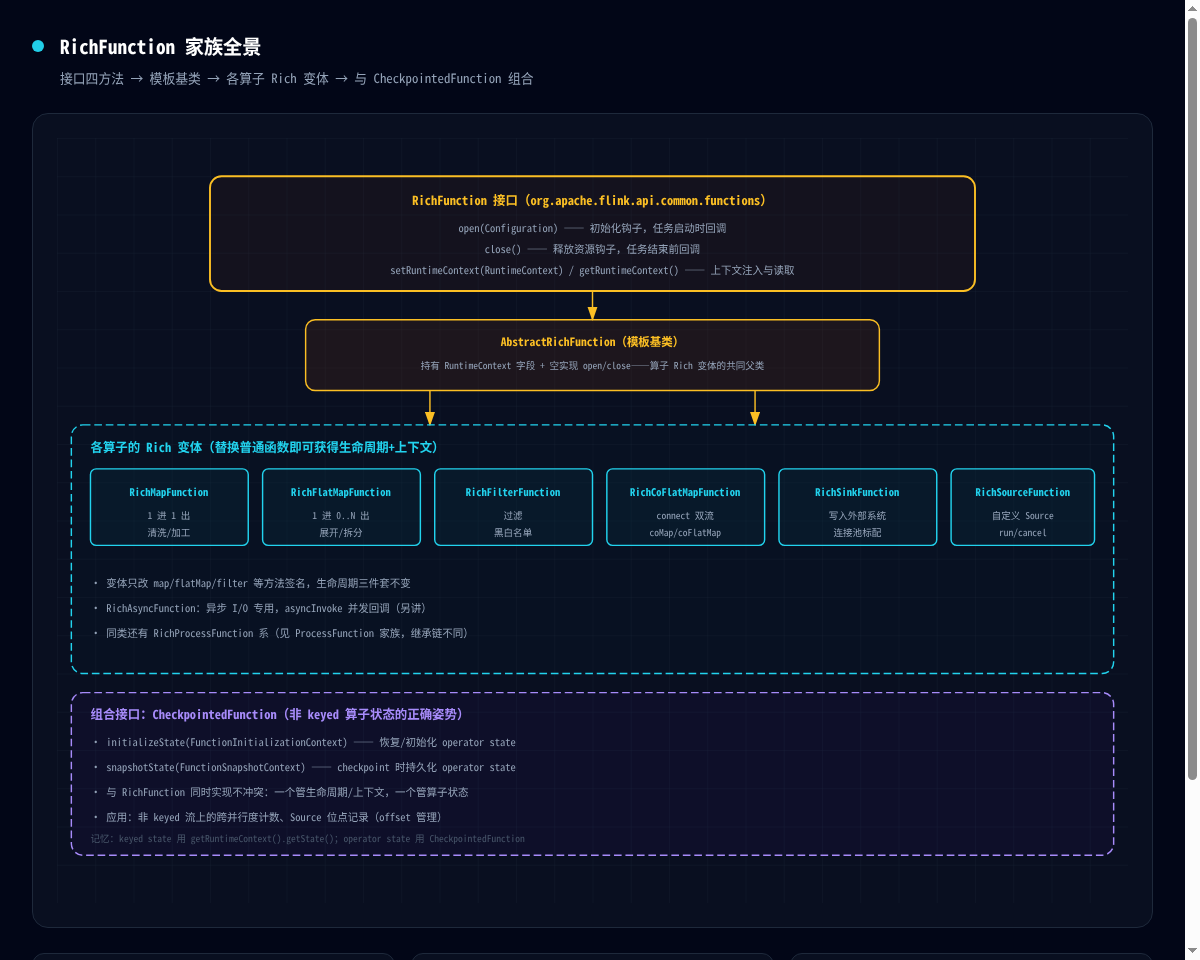 RichFunction 家族全景
接口四方法 → 模板基类 → 各算子 Rich 变体 → 与 CheckpointedFunction 组合
RichFunction 接口（org.apache.flink.api.common.functions）
open(Configuration) —— 初始化钩子，任务启动时回调
close() —— 释放资源钩子，任务结束前回调
setRuntimeContext(RuntimeContext) / getRuntimeContext() —— 上下文注入与读取
AbstractRichFunction（模板基类）
持有 RuntimeContext 字段 + 空实现 open/close——算子 Rich 变体的共同父类
各算子的 Rich 变体（替换普通函数即可获得生命周期+上下文）
RichMapFunction
1 进 1 出
清洗/加工
RichFlatMapFunction
1 进 0..N 出
展开/拆分
RichFilterFunction
过滤
黑白名单
RichCoFlatMapFunction
connect 双流
coMap/coFlatMap
RichSinkFunction
写入外部系统
连接池标配
RichSourceFunction
自定义 Source
run/cancel
· 变体只改 map/flatMap/filter 等方法签名，生命周期三件套不变
· RichAsyncFunction：异步 I/O 专用，asyncInvoke 并发回调（另讲）
· 同类还有 RichProcessFunction 系（见 ProcessFunction 家族，继承链不同）
组合接口：CheckpointedFunction（非 keyed 算子状态的正确姿势）
· initializeState(FunctionInitializationContext) —— 恢复/初始化 operator state
· snapshotState(FunctionSnapshotContext) —— checkpoint 时持久化 operator state
· 与 RichFunction 同时实现不冲突：一个管生命周期/上下文，一个管算子状态
· 应用：非 keyed 流上的跨并行度计数、Source 位点记录（offset 管理）
记忆：keyed state 用 getRuntimeContext().getState()；operator state 用 CheckpointedFunction